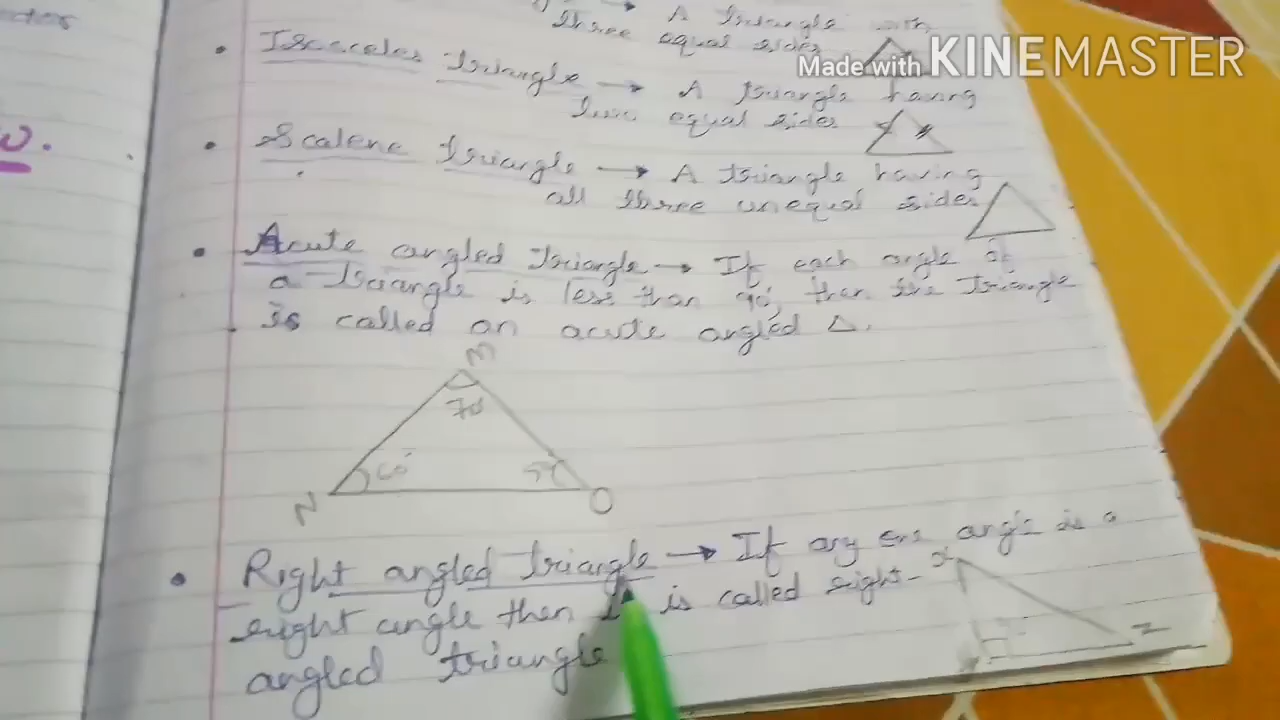 A triangle with
three equal sides
Made with KINEMASTER
• Isosceles triangle → A triangle having
two equal sides
• Scalene triangle → A triangle having
all three unequal sides
• Acute angled triangle → If each angle of
a triangle is less than 90°, then the triangle
is called an acute angled △.
M
70°
60°
N
O
• Right angled triangle → If any one angle is a
right angle then is called right-
angled triangle
X
Z